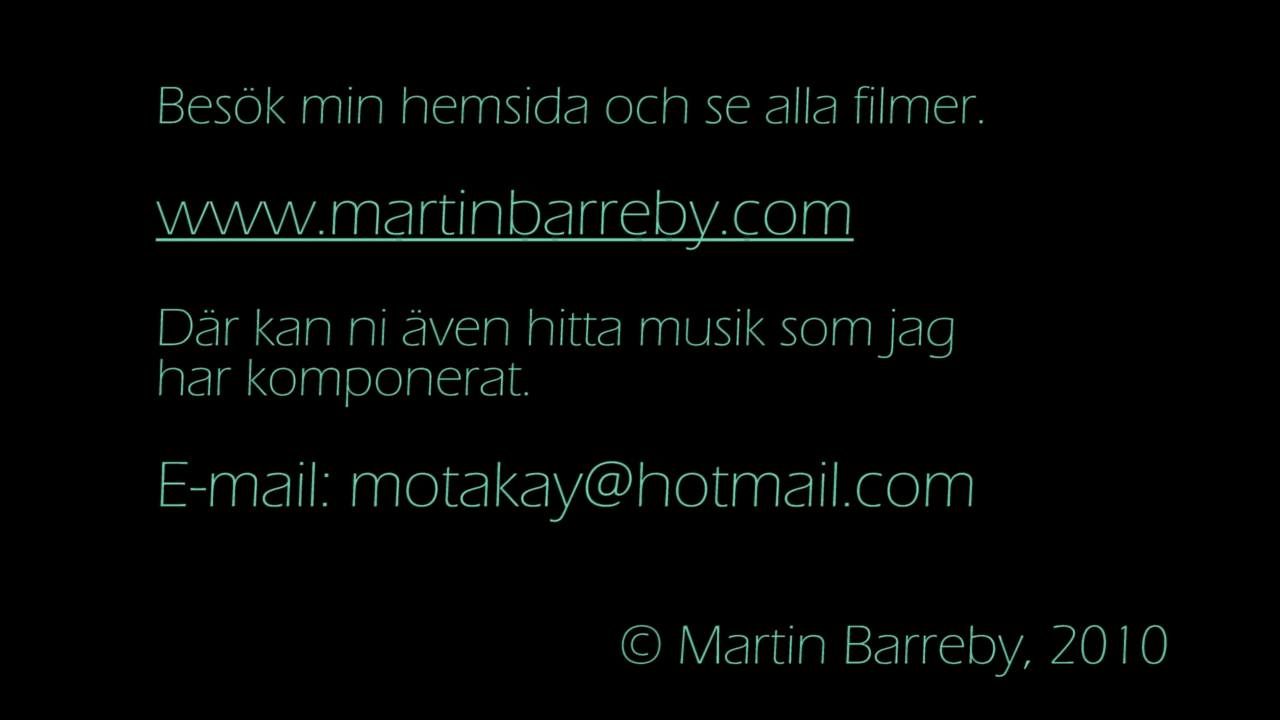 Besök min hemsida och se alla filmer.
www.martinbarreby.com
Där kan ni även hitta musik som jag
har komponerat.
E-mail: motakay@hotmail.com
© Martin Barreby, 2010